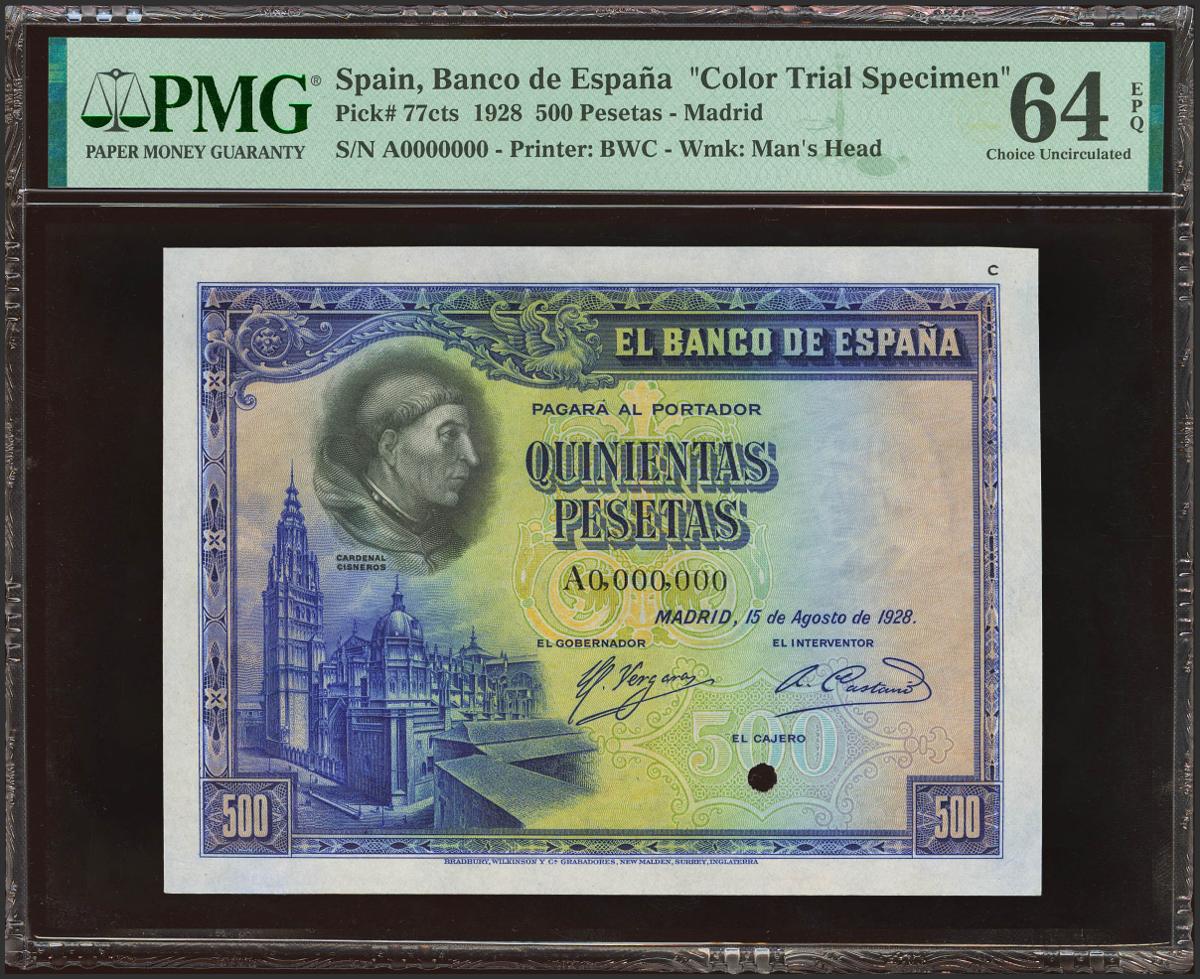 PMG®
PAPER MONEY GUARANTY
Spain, Banco de España "Color Trial Specimen"
Pick# 77cts 1928 500 Pesetas - Madrid
S/N A0000000 - Printer: BWC - Wmk: Man's Head
64
EPQ
Choice Uncirculated
C
EL BANCO DE ESPAÑA
PAGARÁ AL PORTADOR
QUINIENTAS
PESETAS
CARDENAL
CISNEROS
A0,000,000
MADRID, 15 de Agosto de 1928.
EL GOBERNADOR
EL INTERVENTOR
500
EL CAJERO
500
500
BRADBURY, WILKINSON Y Cª GRABADORES, NEW MALDEN, SURREY, INGLATERRA